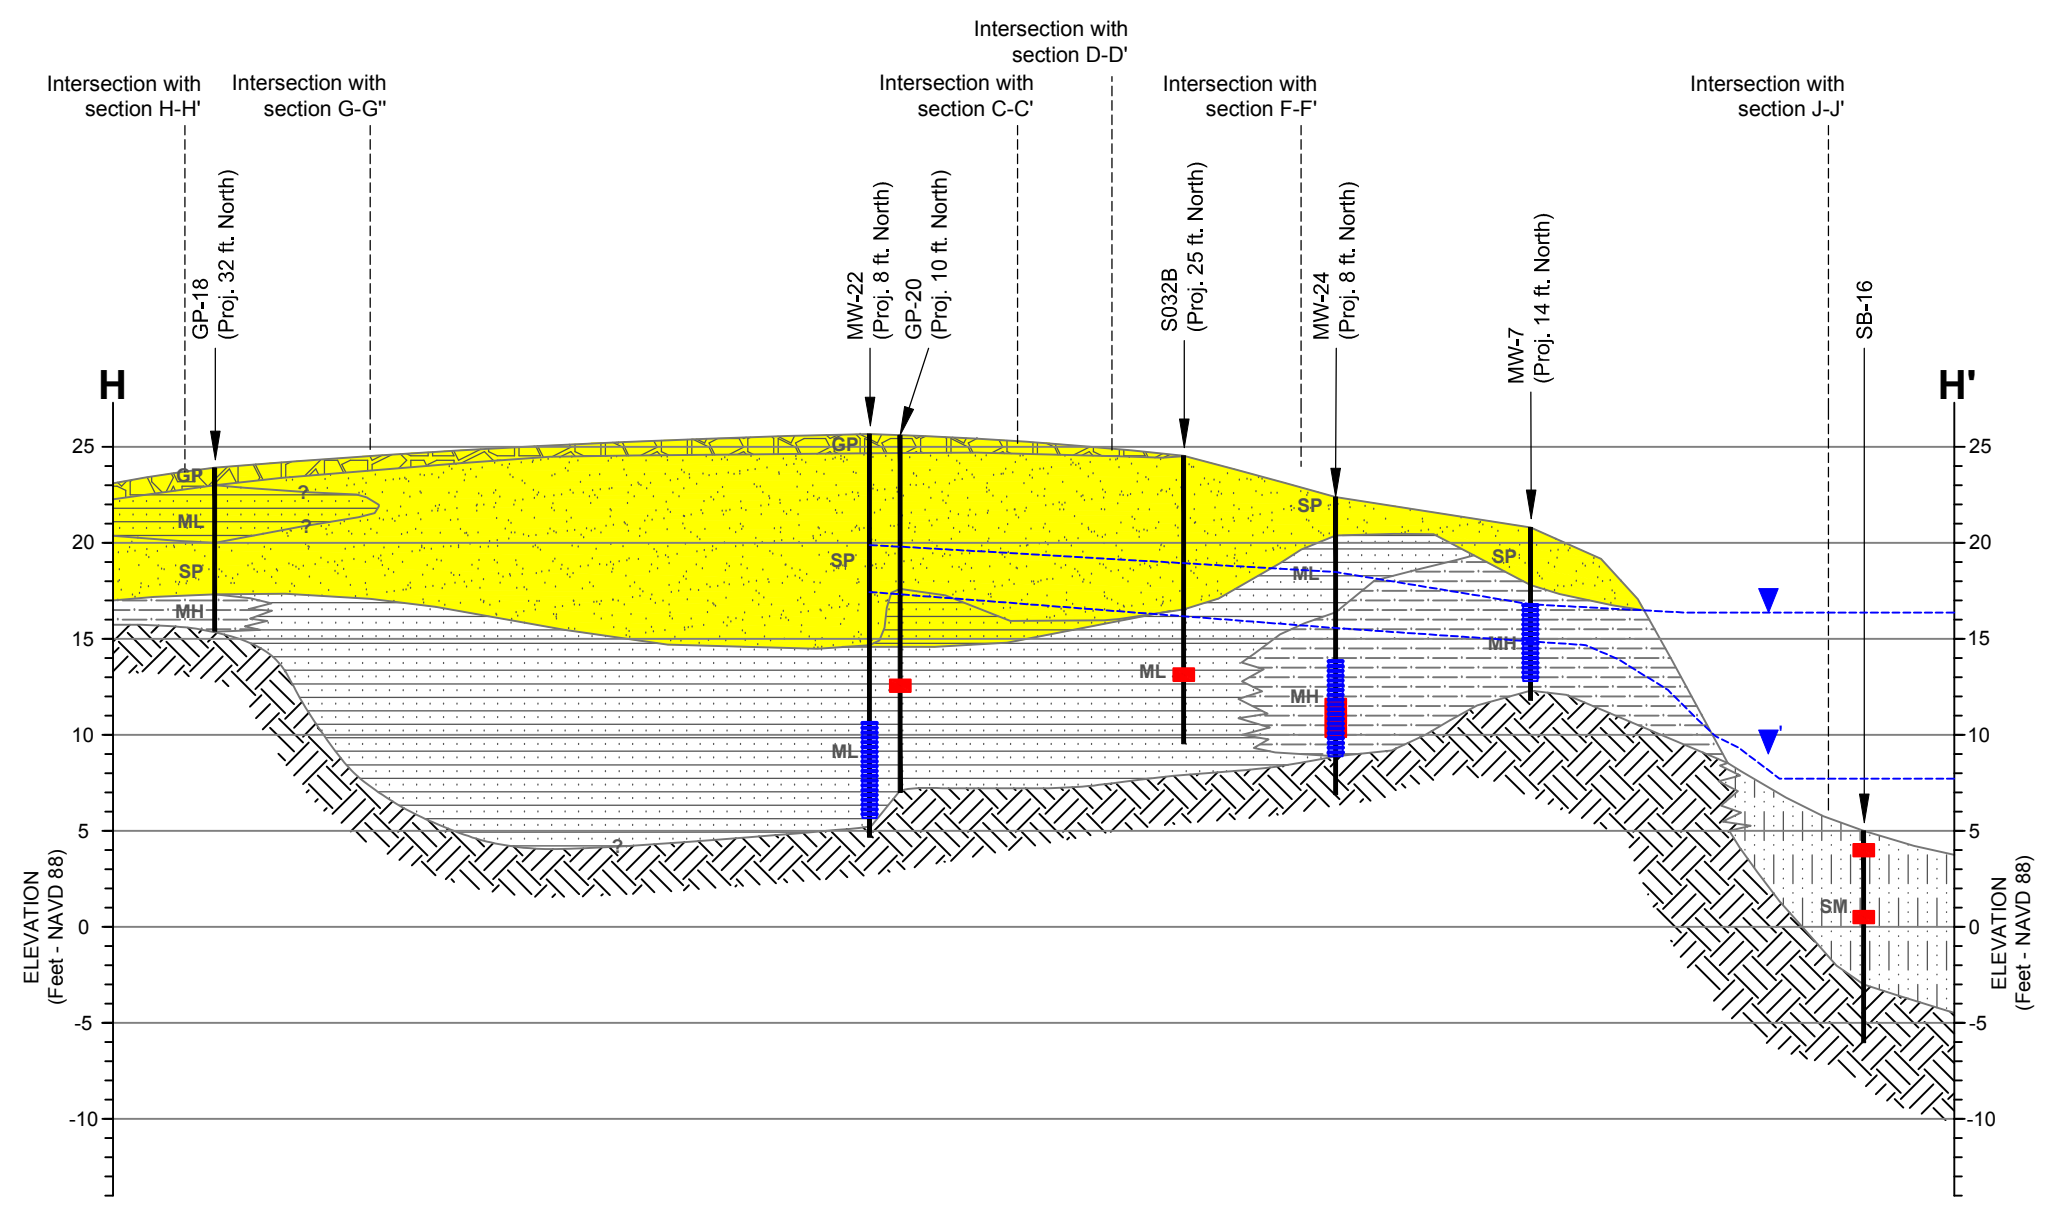 Intersection with
section D-D'
Intersection with
section H-H'
Intersection with
section G-G"
Intersection with
section C-C'
Intersection with
section F-F'
Intersection with
section J-J'
GP-18
(Proj. 32 ft. North)
MW-22
(Proj. 8 ft. North)
GP-20
(Proj. 10 ft. North)
S032B
(Proj. 25 ft. North)
MW-24
(Proj. 8 ft. North)
MW-7
(Proj. 14 ft. North)
SB-16
H
H'
25
GP
25
GP
?
SP
ML
?
20
SP
20
SP
SP
ML
MH
15
MH
15
ML
MH
10
ML
'
10
5
?
5
SM
0
0
-5
-5
-10
-10
ELEVATION
(Feet - NAVD 88)
ELEVATION
(Feet - NAVD 88)